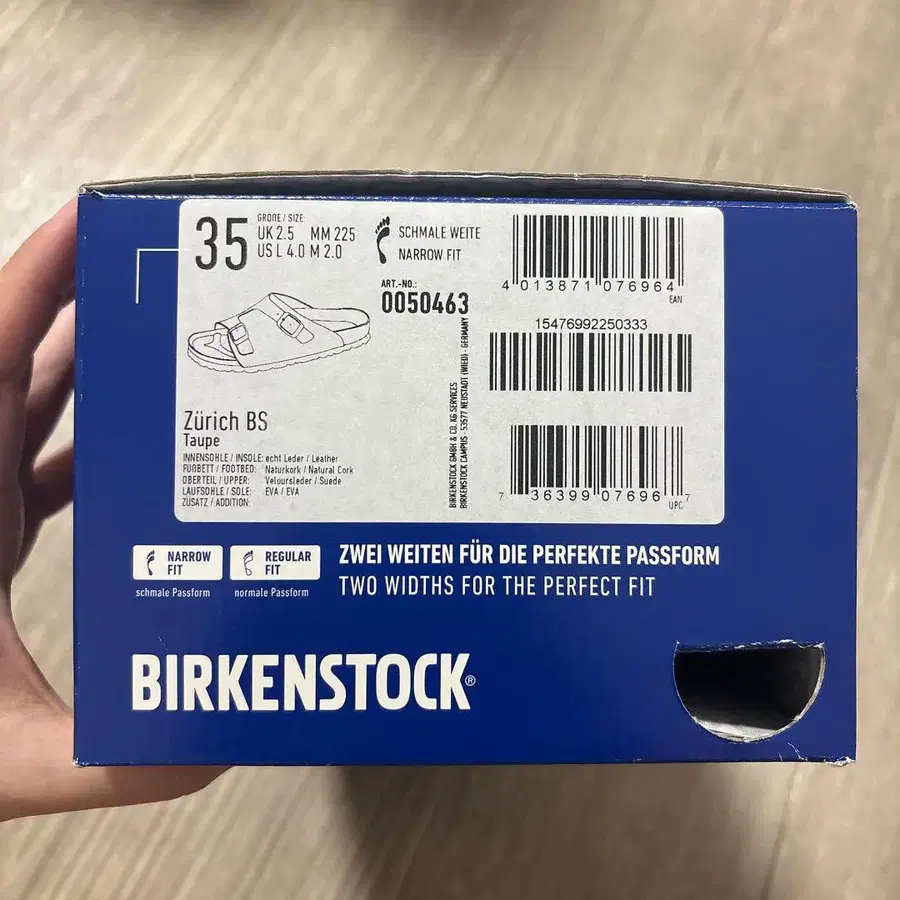 35
GRÖßE / SIZE:
UK 2.5 MM 225
US L 4.0 M 2.0
SCHMALE WEITE
NARROW FIT
ART.-NO.:
0050463
4 013871 076964
EAN
15476992250333
7 36399 07696 7
UPC
BIRKENSTOCK GMBH & CO. KG SERVICES
BIRKENSTOCK CAMPUS · 53577 NEUSTADT (WIED) · GERMANY
Zürich BS
Taupe
INNENSOHLE / INSOLE: echt Leder / Leather
FUßBETT / FOOTBED: Naturkork / Natural Cork
OBERTEIL / UPPER: Veloursleder / Suede
LAUFSOHLE / SOLE: EVA / EVA
ZUSATZ / ADDITION:
NARROW
FIT
schmale Passform
REGULAR
FIT
normale Passform
ZWEI WEITEN FÜR DIE PERFEKTE PASSFORM
TWO WIDTHS FOR THE PERFECT FIT
BIRKENSTOCK®